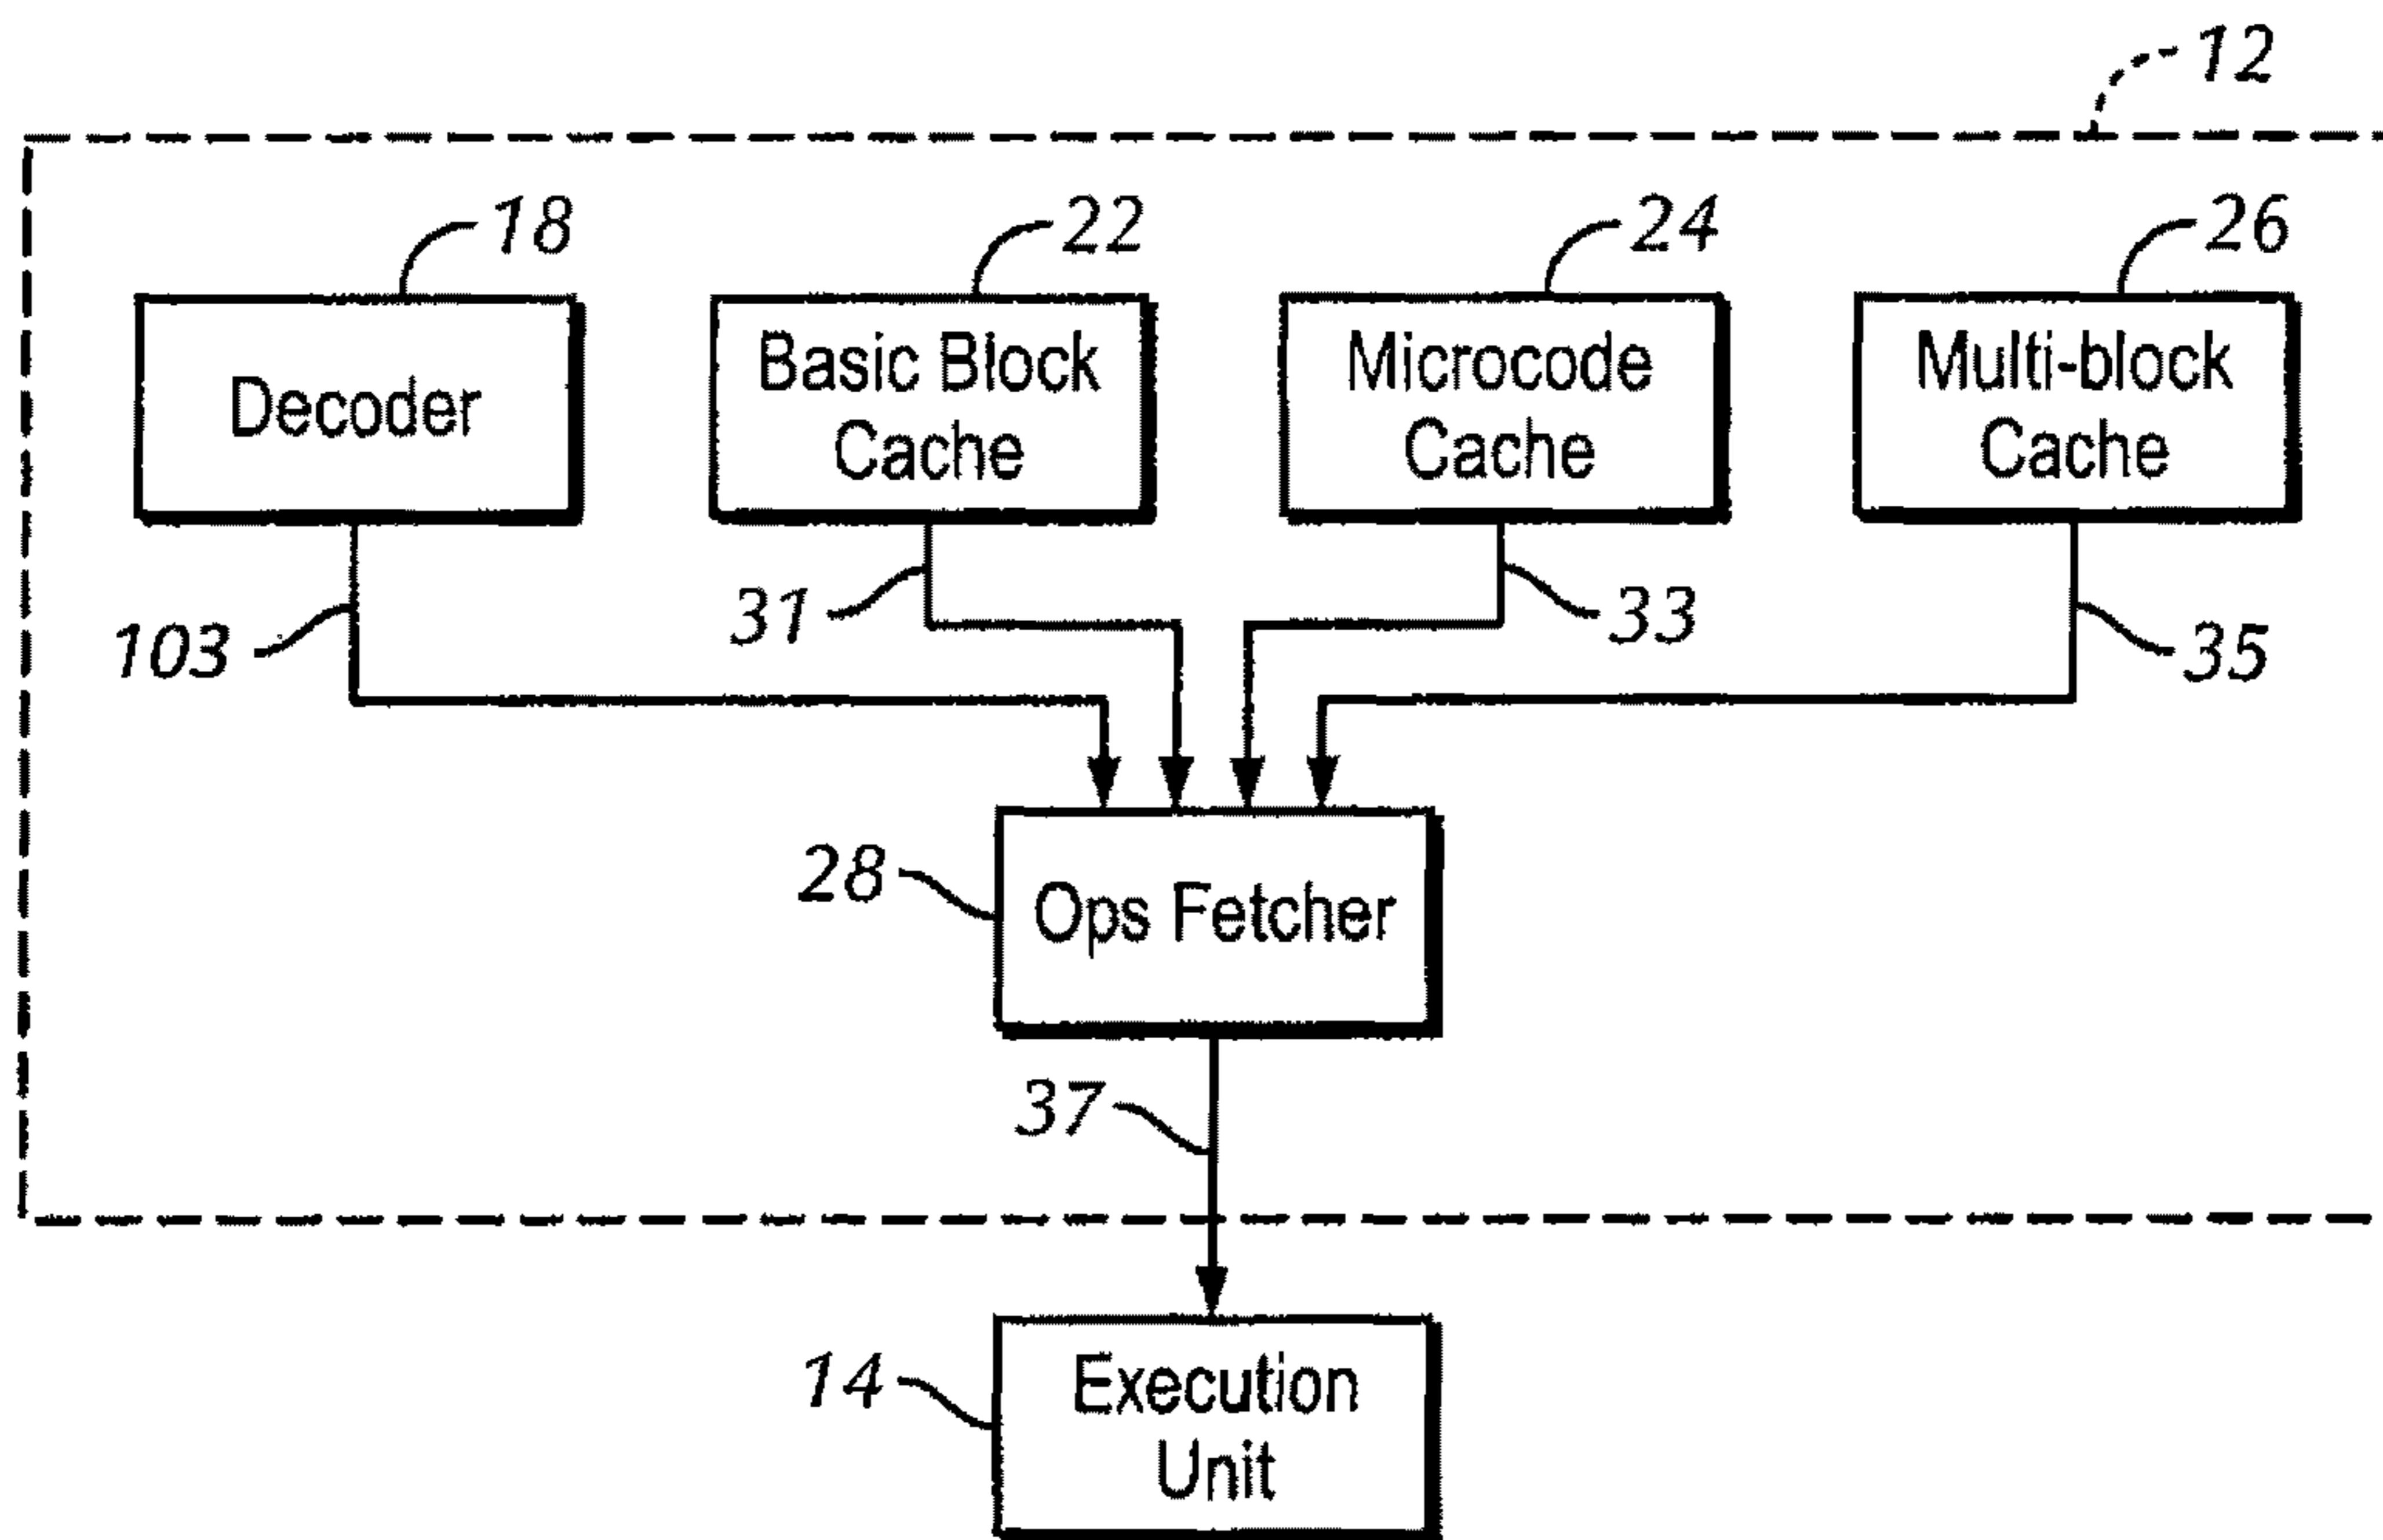 12
18
22
24
26
Decoder
Basic Block
Cache
Microcode
Cache
Multi-block
Cache
103
31
33
35
28
Ops Fetcher
37
14
Execution
Unit